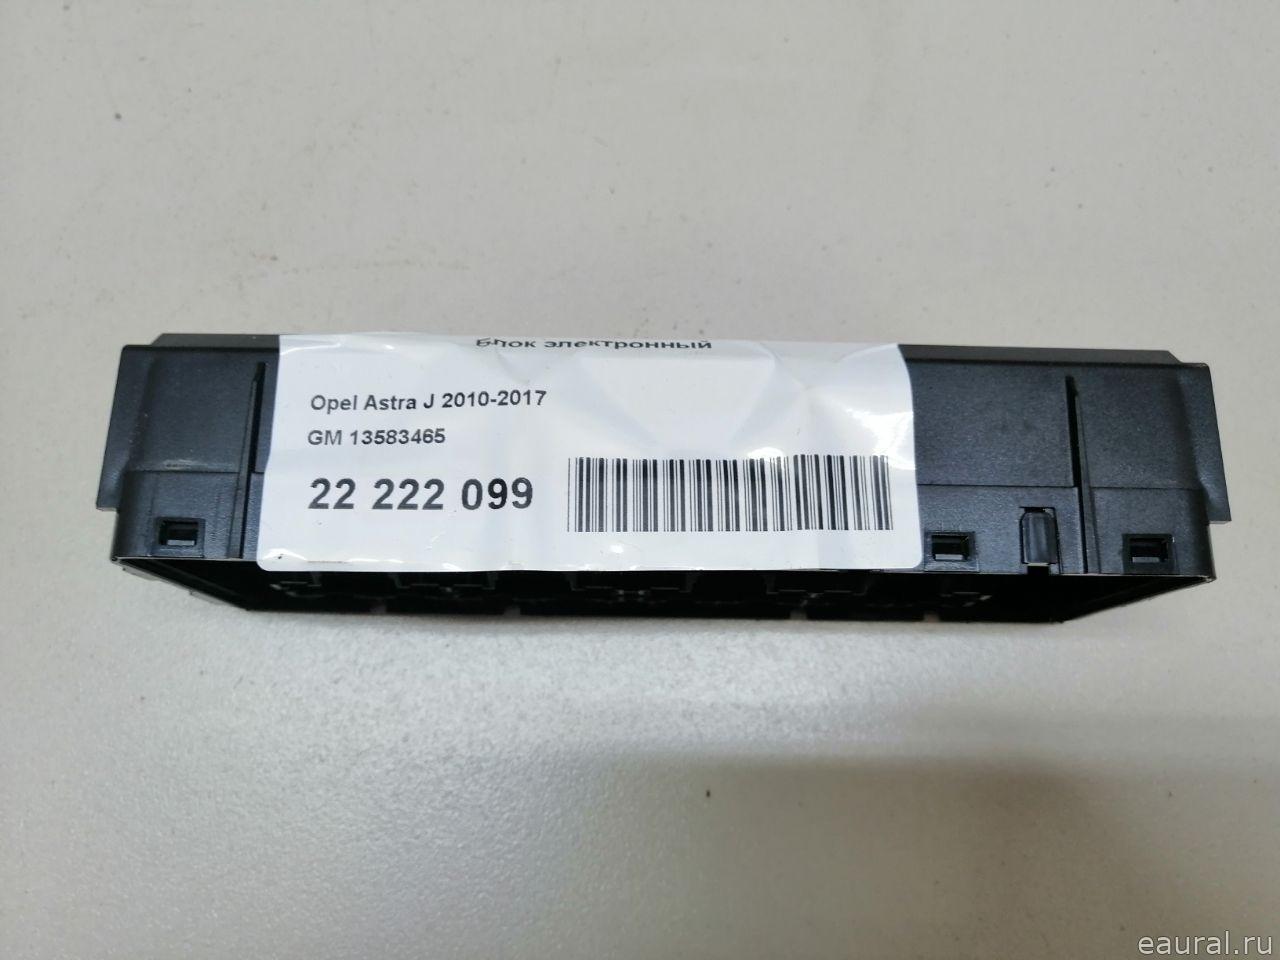 Блок электронный
Opel Astra J 2010-2017
GM 13583465
22 222 099
eaural.ru